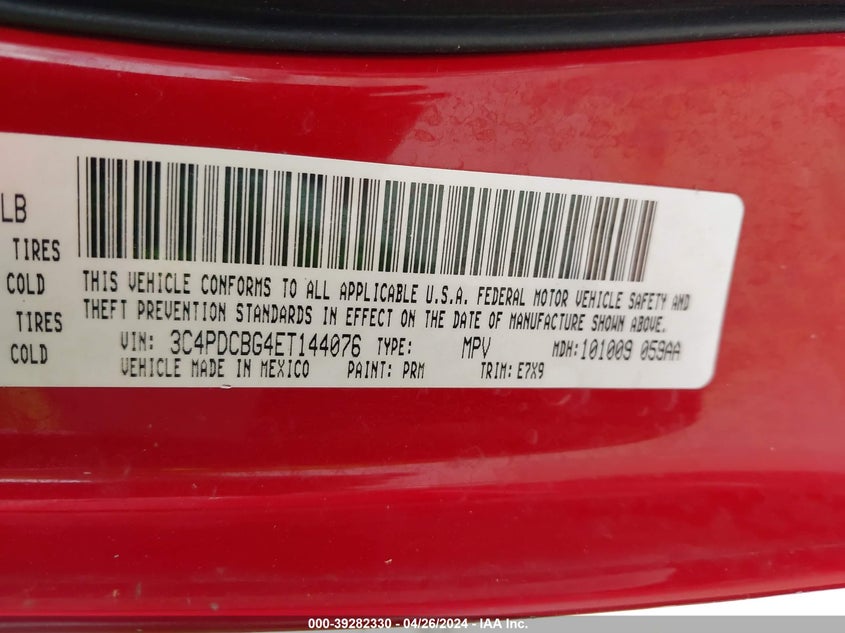 LB
TIRES
COLD
TIRES
COLD
THIS VEHICLE CONFORMS TO ALL APPLICABLE U.S.A. FEDERAL MOTOR VEHICLE SAFETY AND
THEFT PREVENTION STANDARDS IN EFFECT ON THE DATE OF MANUFACTURE SHOWN ABOVE.
VIN: 3C4PDCBG4ET144076 TYPE: MPV MDH:101009 059AA
VEHICLE MADE IN MEXICO PAINT: PRM TRIM: E7X9
000-39282330 - 04/26/2024 - IAA Inc.